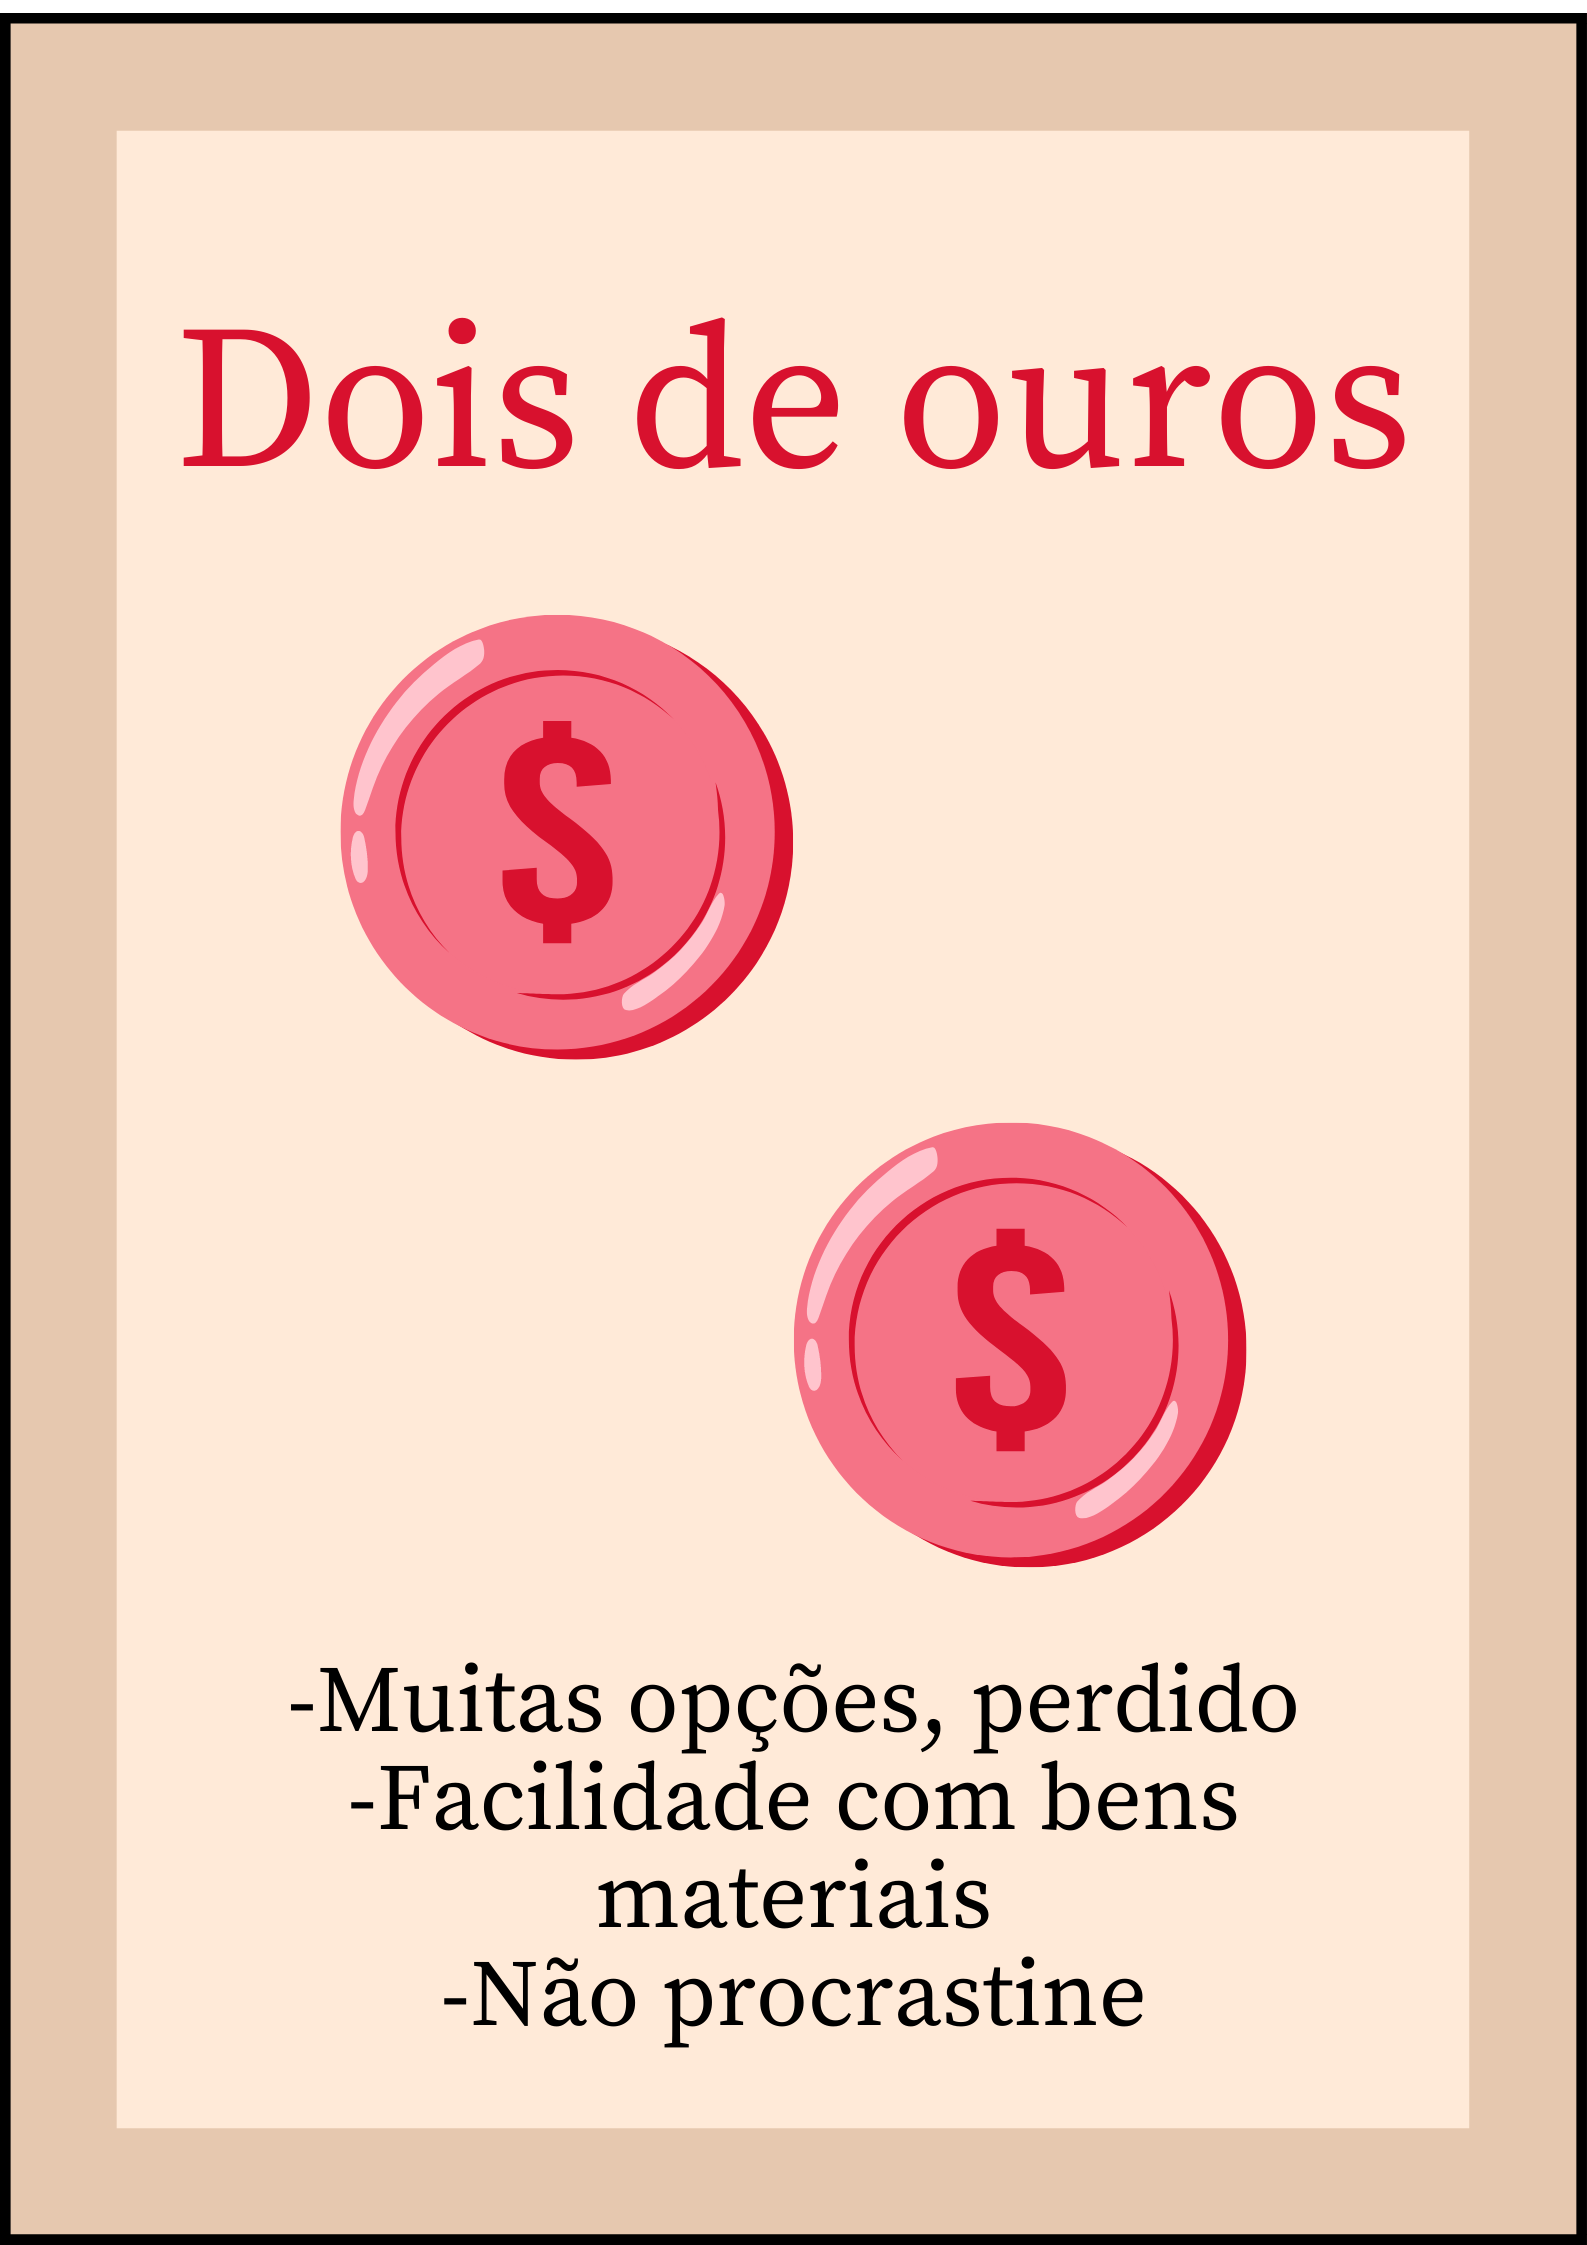 Dois de ouros
$
$
-Muitas opções, perdido
-Facilidade com bens
materiais
-Não procrastine